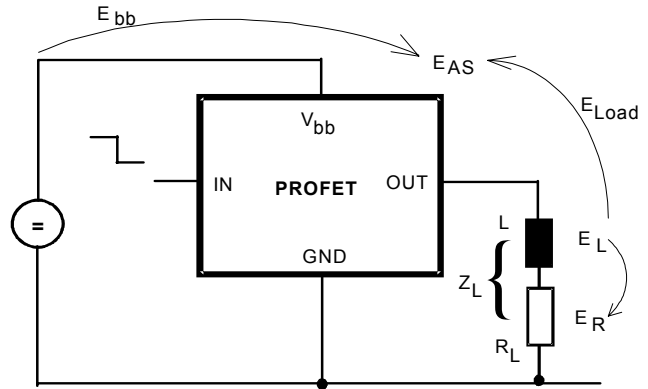 E bb
E AS
E Load
V bb
IN
PROFET
OUT
GND
=
L
E L
Z L
{
E R
R L